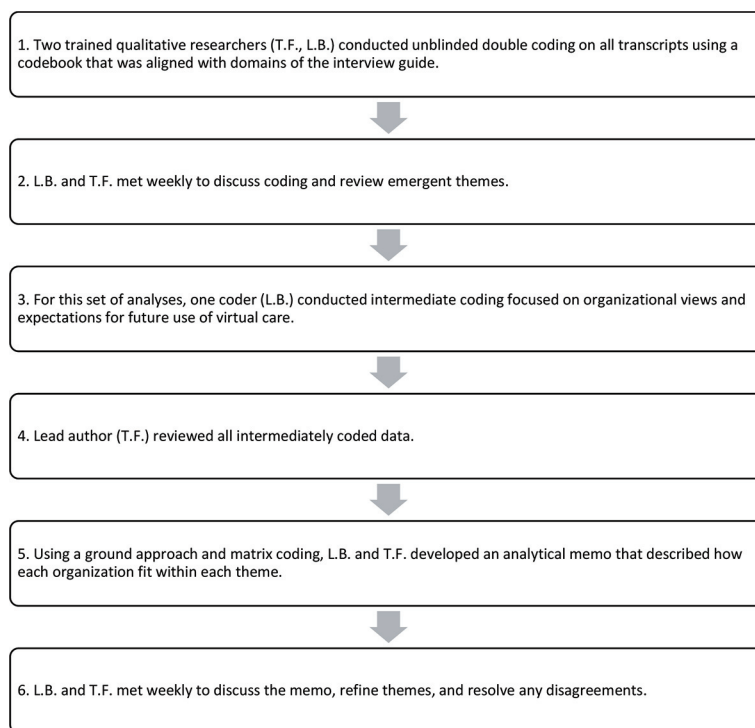 1. Two trained qualitative researchers (T.F., L.B.) conducted unblinded double coding on all transcripts using a
codebook that was aligned with domains of the interview guide.
2. L.B. and T.F. met weekly to discuss coding and review emergent themes.
3. For this set of analyses, one coder (L.B.) conducted intermediate coding focused on organizational views and
expectations for future use of virtual care.
4. Lead author (T.F.) reviewed all intermediately coded data.
5. Using a ground approach and matrix coding, L.B. and T.F. developed an analytical memo that described how
each organization fit within each theme.
6. L.B. and T.F. met weekly to discuss the memo, refine themes, and resolve any disagreements.